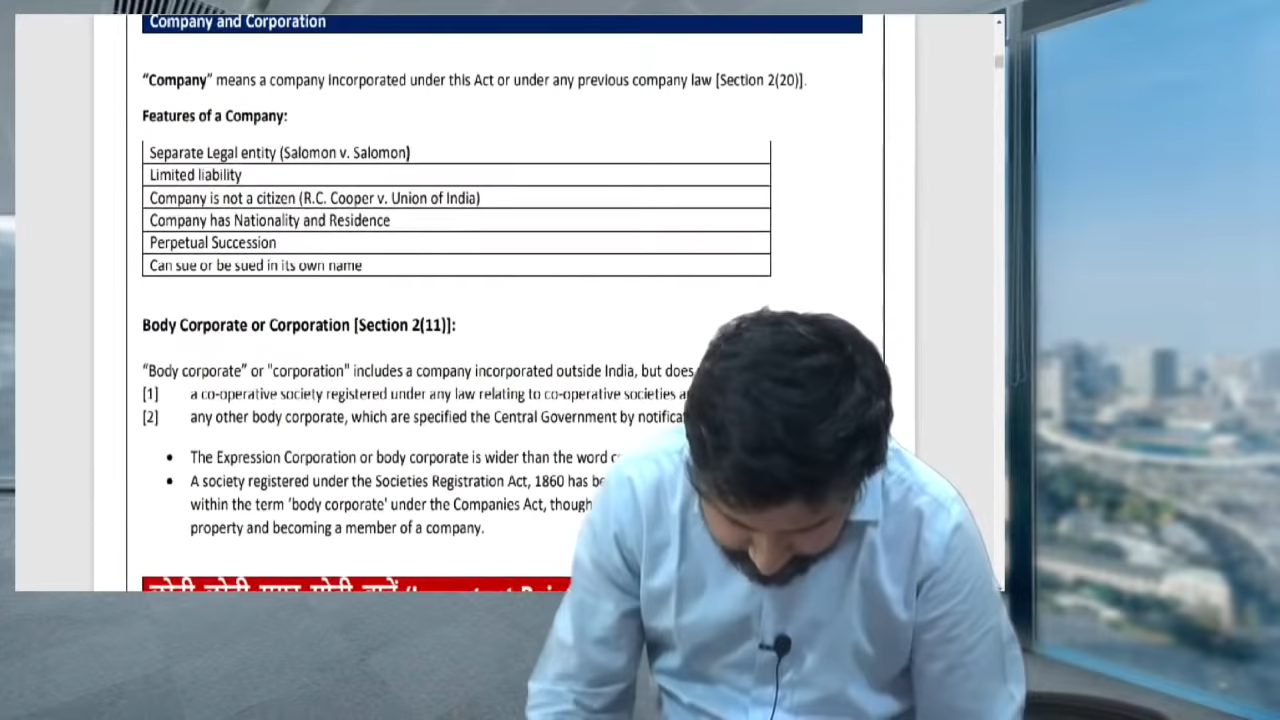 Company and Corporation
“Company” means a company incorporated under this Act or under any previous company law [Section 2(20)].
Features of a Company:
Separate Legal entity (Salomon v. Salomon)
Limited liability
Company is not a citizen (R.C. Cooper v. Union of India)
Company has Nationality and Residence
Perpetual Succession
Can sue or be sued in its own name
Body Corporate or Corporation [Section 2(11)]:
“Body corporate” or "corporation" includes a company incorporated outside India, but does
[1] a co-operative society registered under any law relating to co-operative societies
[2] any other body corporate, which are specified the Central Government by
• The Expression Corporation or body corporate is wider than the word
• A society registered under the Societies Registration Act, 1860 has
within the term ‘body corporate' under the Companies Act, though
property and becoming a member of a company.